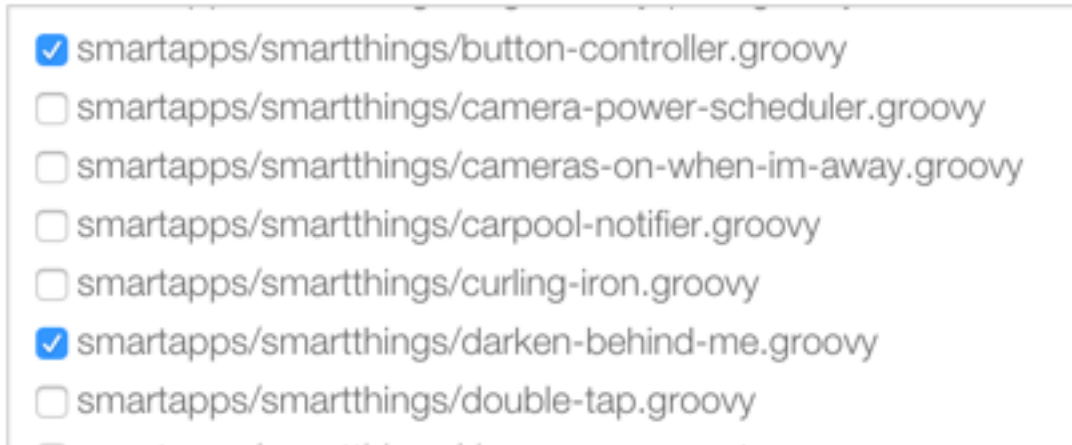 smartapps/smartthings/button-controller.groovy
smartapps/smartthings/camera-power-scheduler.groovy
smartapps/smartthings/cameras-on-when-im-away.groovy
smartapps/smartthings/carpool-notifier.groovy
smartapps/smartthings/curling-iron.groovy
smartapps/smartthings/darken-behind-me.groovy
smartapps/smartthings/double-tap.groovy